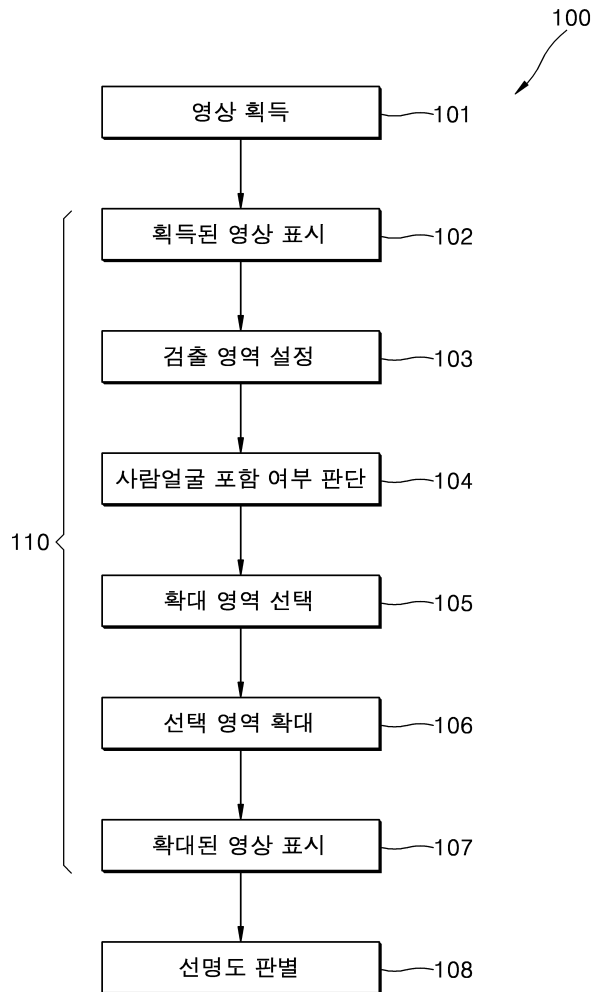 100
영상 획득 101
획득된 영상 표시 102
검출 영역 설정 103
사람얼굴 포함 여부 판단 104
110
확대 영역 선택 105
선택 영역 확대 106
확대된 영상 표시 107
선명도 판별 108